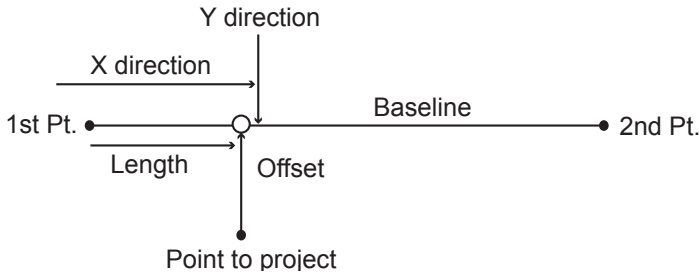 Y direction
X direction
Baseline
1st Pt.
2nd Pt.
Length
Offset
Point to project